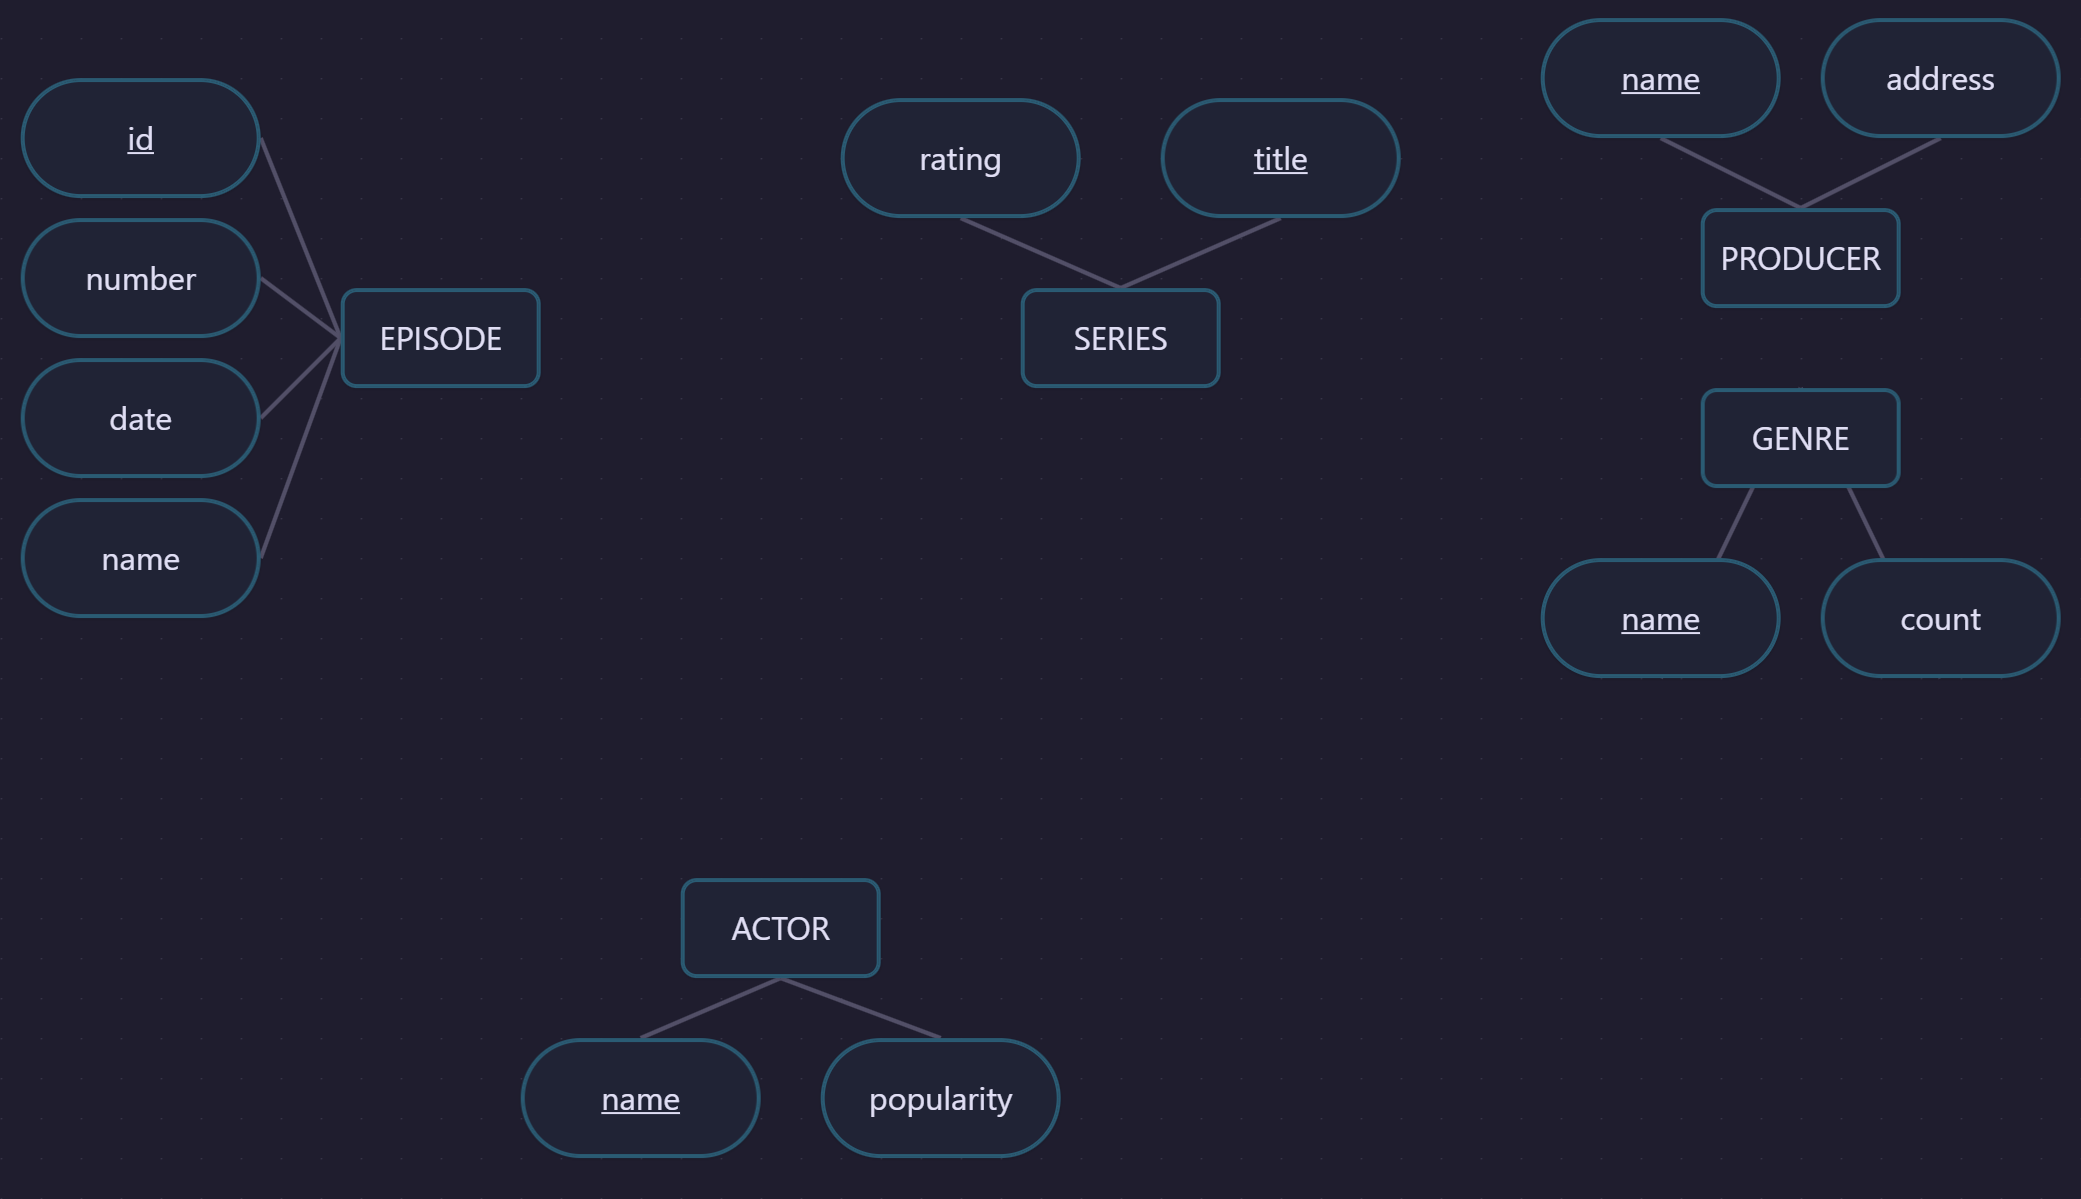 name
address
id
rating
title
PRODUCER
number
EPISODE
SERIES
date
GENRE
name
name
count
ACTOR
name
popularity